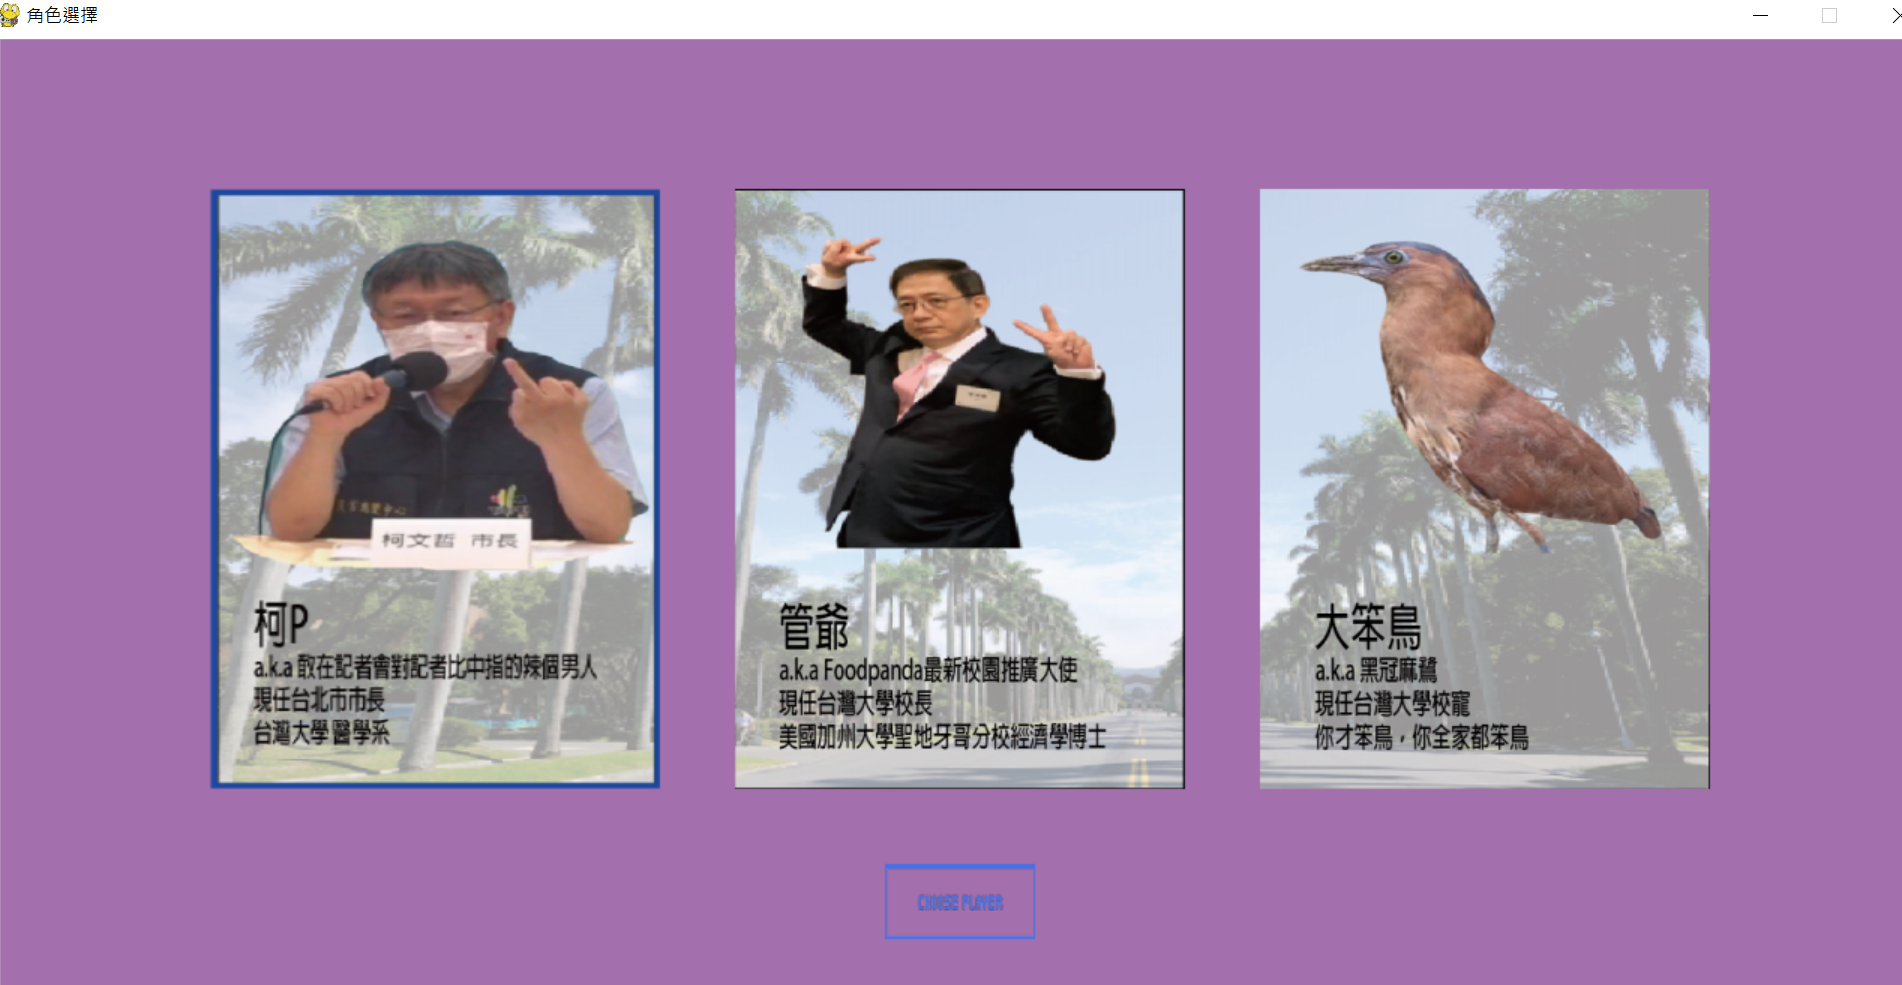 角色選擇
柯文哲 市長
柯P
a.k.a 敢在記者會對記者比中指的辣個男人
現任台北市市長
台灣大學 醫學系
管爺
a.k.a Foodpanda最新校園推廣大使
現任台灣大學校長
美國加州大學聖地牙哥分校經濟學博士
大笨鳥
a.k.a 黑冠麻鷺
現任台灣大學校寵
你才笨鳥，你全家都笨鳥
CHOOSE PLAYER